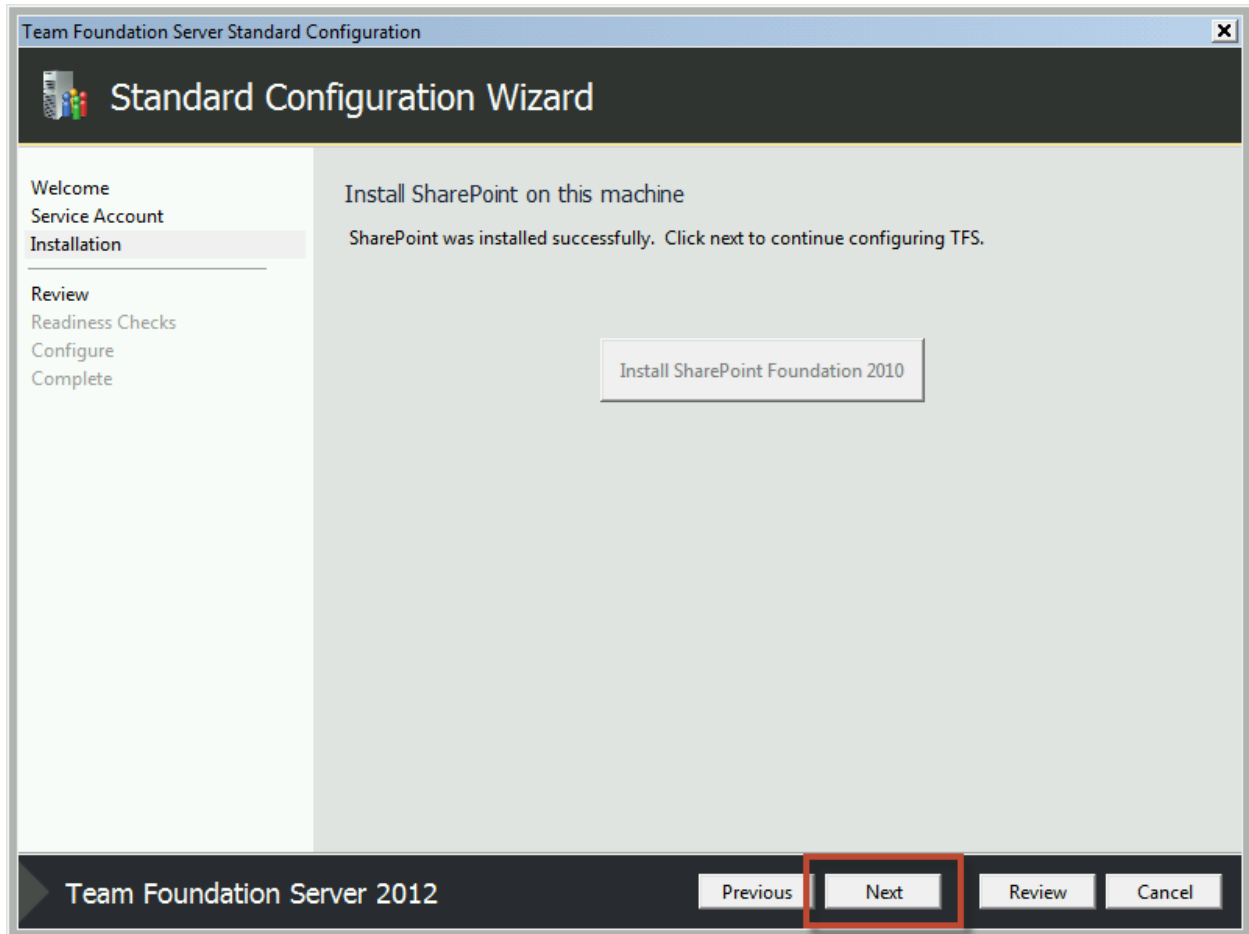 Team Foundation Server Standard Configuration
Standard Configuration Wizard
Welcome
Service Account
Installation
Review
Readiness Checks
Configure
Complete
Install SharePoint on this machine
SharePoint was installed successfully.  Click next to continue configuring TFS.
Install SharePoint Foundation 2010
Team Foundation Server 2012
Previous
Next
Review
Cancel